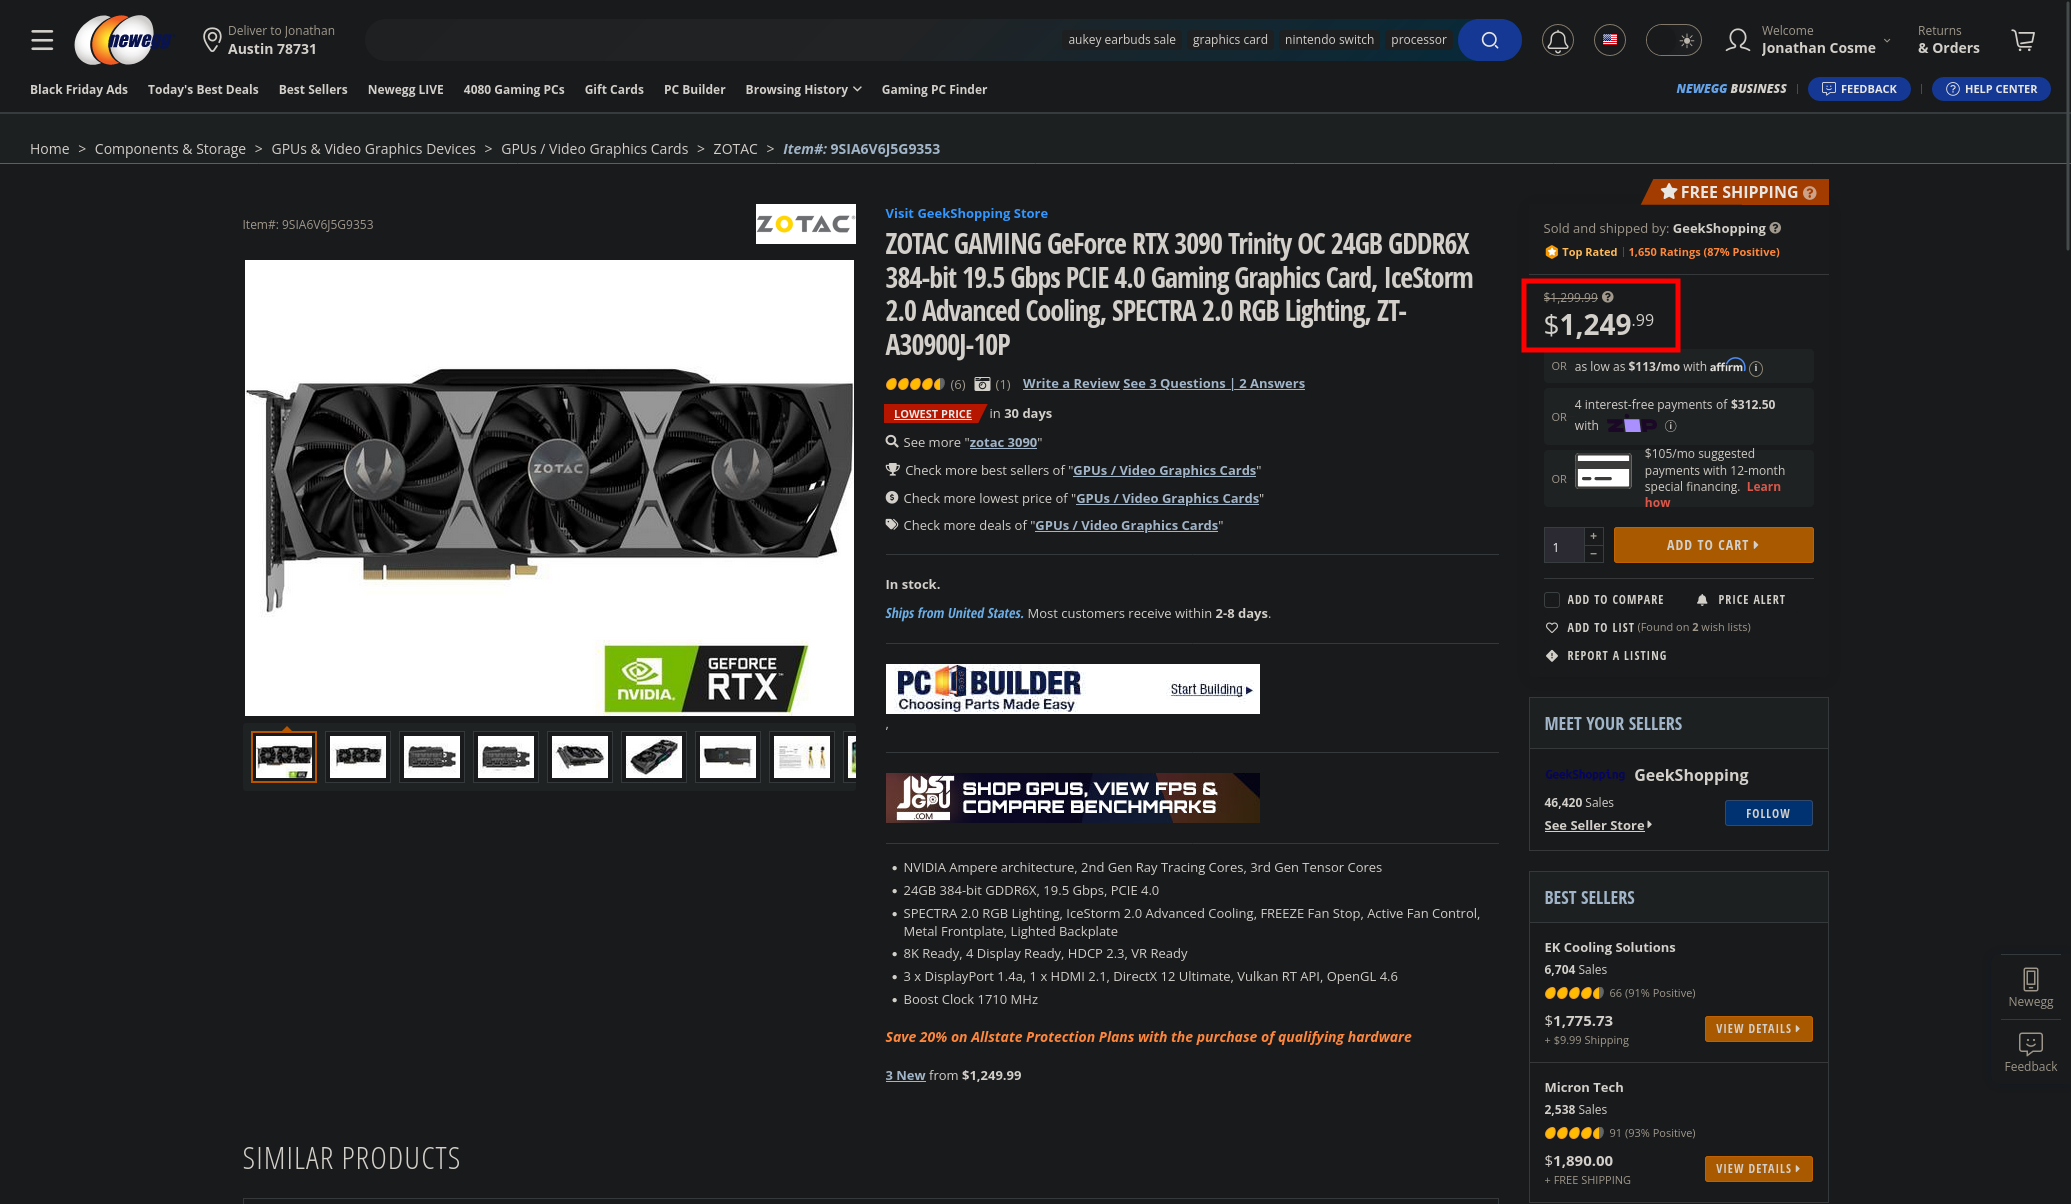 newegg
Deliver to Jonathan
Austin 78731
aukey earbuds sale graphics card nintendo switch processor
Welcome
Jonathan Cosme
Returns
& Orders
Black Friday Ads Today's Best Deals Best Sellers Newegg LIVE 4080 Gaming PCs Gift Cards PC Builder Browsing History Gaming PC Finder
NEWEGG BUSINESS FEEDBACK HELP CENTER
Home > Components & Storage > GPUs & Video Graphics Devices > GPUs / Video Graphics Cards > ZOTAC > Item#: 9SIA6V6J5G9353
Item#: 9SIA6V6J5G9353
ZOTAC
ZOTAC
NVIDIA.
GEFORCE
RTX
Visit GeekShopping Store
ZOTAC GAMING GeForce RTX 3090 Trinity OC 24GB GDDR6X
384-bit 19.5 Gbps PCIE 4.0 Gaming Graphics Card, IceStorm
2.0 Advanced Cooling, SPECTRA 2.0 RGB Lighting, ZT-
A30900J-10P
(6) (1) Write a Review See 3 Questions | 2 Answers
LOWEST PRICE in 30 days
See more "zotac 3090"
Check more best sellers of "GPUs / Video Graphics Cards"
Check more lowest price of "GPUs / Video Graphics Cards"
Check more deals of "GPUs / Video Graphics Cards"
In stock.
Ships from United States. Most customers receive within 2-8 days.
PC BUILDER
Choosing Parts Made Easy
Start Building
,
JUST
GPU
.COM
SHOP GPUS, VIEW FPS &
COMPARE BENCHMARKS
• NVIDIA Ampere architecture, 2nd Gen Ray Tracing Cores, 3rd Gen Tensor Cores
• 24GB 384-bit GDDR6X, 19.5 Gbps, PCIE 4.0
• SPECTRA 2.0 RGB Lighting, IceStorm 2.0 Advanced Cooling, FREEZE Fan Stop, Active Fan Control,
Metal Frontplate, Lighted Backplate
• 8K Ready, 4 Display Ready, HDCP 2.3, VR Ready
• 3 x DisplayPort 1.4a, 1 x HDMI 2.1, DirectX 12 Ultimate, Vulkan RT API, OpenGL 4.6
• Boost Clock 1710 MHz
Save 20% on Allstate Protection Plans with the purchase of qualifying hardware
3 New from $1,249.99
SIMILAR PRODUCTS
FREE SHIPPING
Sold and shipped by: GeekShopping
Top Rated | 1,650 Ratings (87% Positive)
$1,299.99
$1,249.99
OR as low as $113/mo with affirm
OR 4 interest-free payments of $312.50
with ZIP
OR $105/mo suggested
payments with 12-month
special financing. Learn
how
1 + − ADD TO CART
ADD TO COMPARE PRICE ALERT
ADD TO LIST (Found on 2 wish lists)
REPORT A LISTING
MEET YOUR SELLERS
GeekShopping GeekShopping
46,420 Sales
See Seller Store
FOLLOW
BEST SELLERS
EK Cooling Solutions
6,704 Sales
66 (91% Positive)
$1,775.73
+ $9.99 Shipping
VIEW DETAILS
Micron Tech
2,538 Sales
91 (93% Positive)
$1,890.00
+ FREE SHIPPING
VIEW DETAILS
Newegg
Feedback